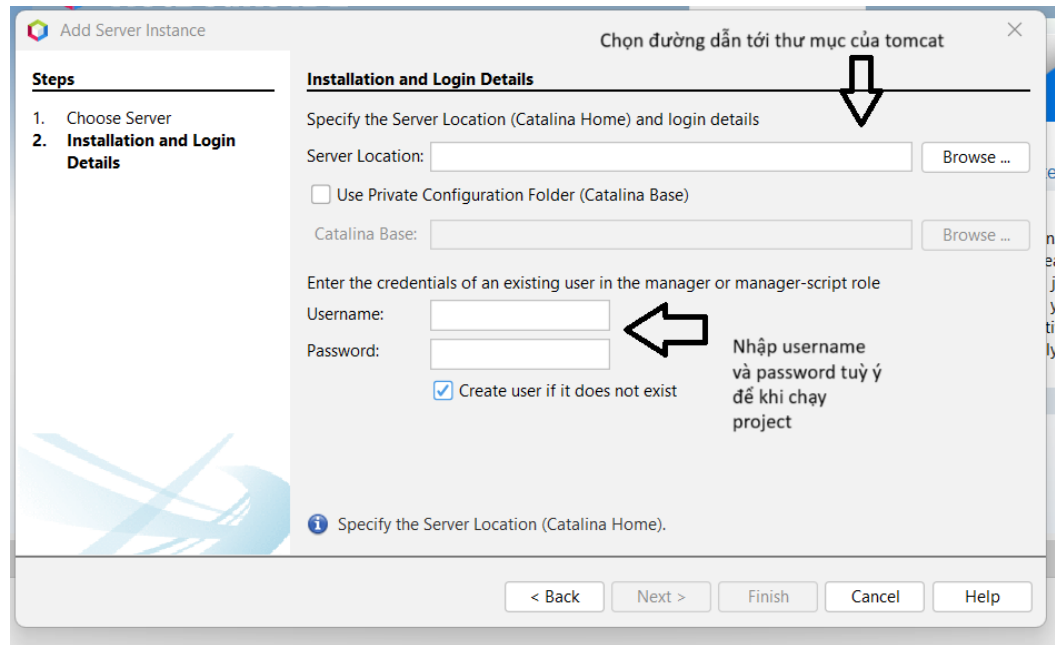 Add Server Instance
Chọn đường dẫn tới thư mục của tomcat
Steps
1. Choose Server
2. Installation and Login
Details
Installation and Login Details
Specify the Server Location (Catalina Home) and login details
Server Location:
Browse ...
Use Private Configuration Folder (Catalina Base)
Catalina Base:
Browse ...
Enter the credentials of an existing user in the manager or manager-script role
Username:
Password:
Create user if it does not exist
Nhập username
và password tuỳ ý
để khi chạy
project
Specify the Server Location (Catalina Home).
< Back
Next >
Finish
Cancel
Help